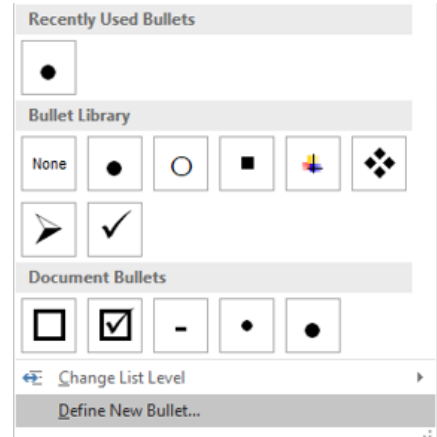 Recently Used Bullets
Bullet Library
None
Document Bullets
Change List Level
Define New Bullet...